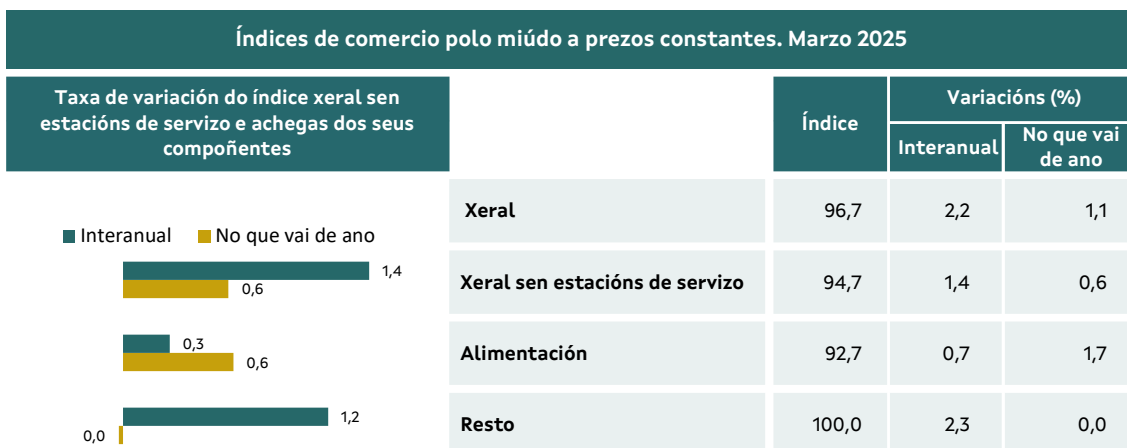 Índices de comercio polo miúdo a prezos constantes. Marzo 2025
Taxa de variación do índice xeral sen
estacións de servizo e achegas dos seus
compoñentes
Índice
Variacións (%)
Interanual
No que vai
de ano
Interanual No que vai de ano
Xeral 96,7 2,2 1,1
1,4
0,6
Xeral sen estacións de servizo 94,7 1,4 0,6
0,3
0,6
Alimentación 92,7 0,7 1,7
1,2
0,0
Resto 100,0 2,3 0,0